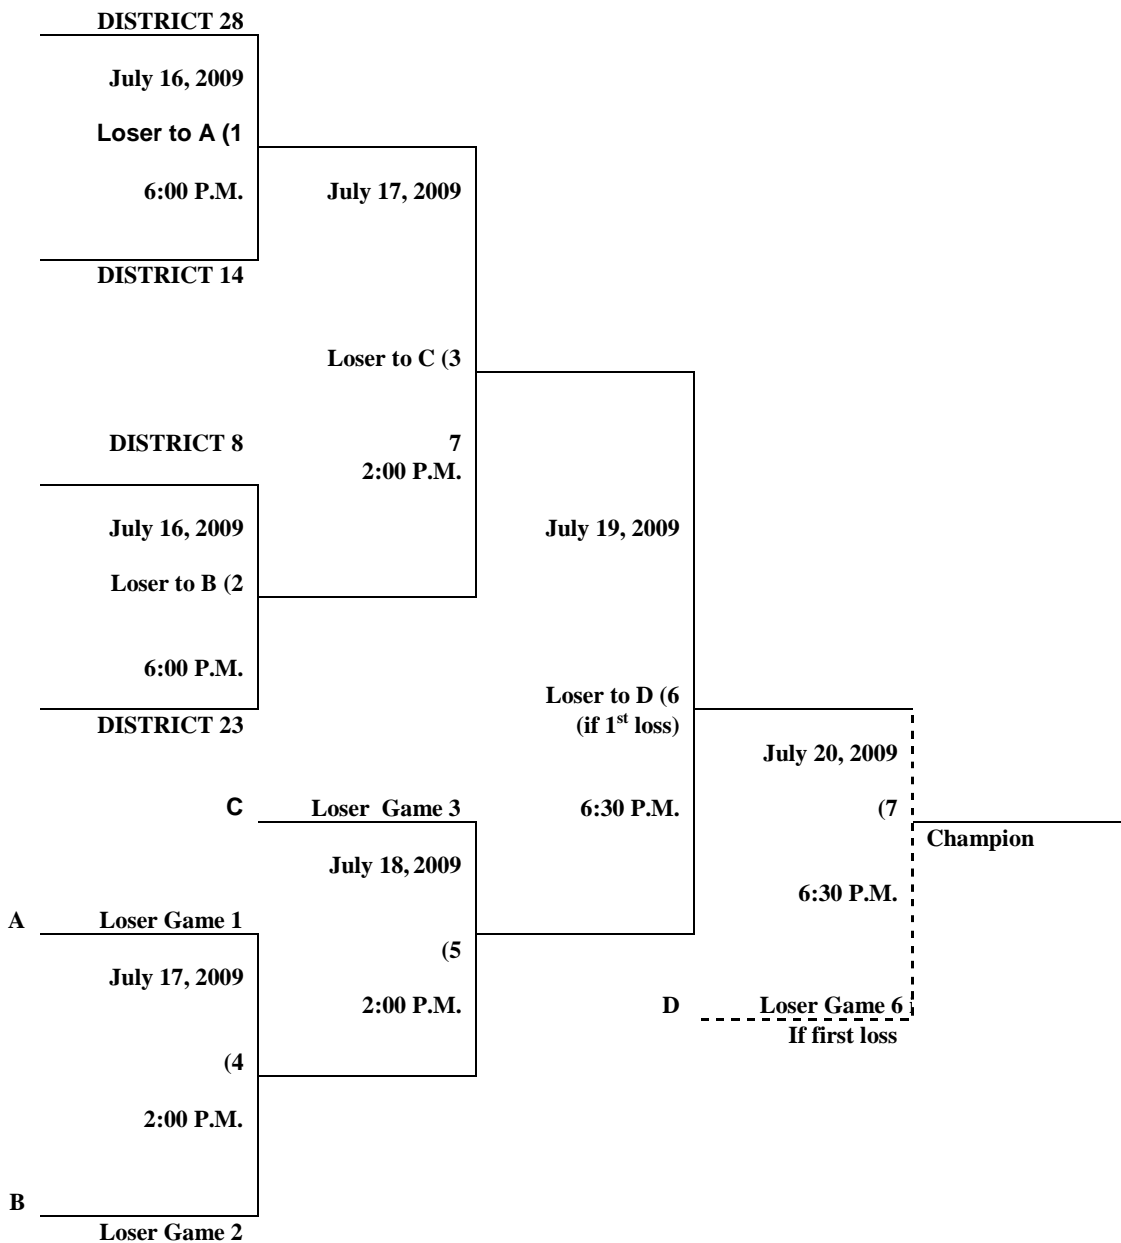 DISTRICT 28
July 16, 2009
Loser to A (1
6:00 P.M.
July 17, 2009
DISTRICT 14
Loser to C (3
DISTRICT 8
7
2:00 P.M.
July 16, 2009
July 19, 2009
Loser to B (2
6:00 P.M.
DISTRICT 23
Loser to D (6
(if 1st loss)
July 20, 2009
C
Loser Game 3
6:30 P.M.
(7
Champion
July 18, 2009
6:30 P.M.
A
Loser Game 1
July 17, 2009
(5
2:00 P.M.
D
Loser Game 6
If first loss
(4
2:00 P.M.
B
Loser Game 2